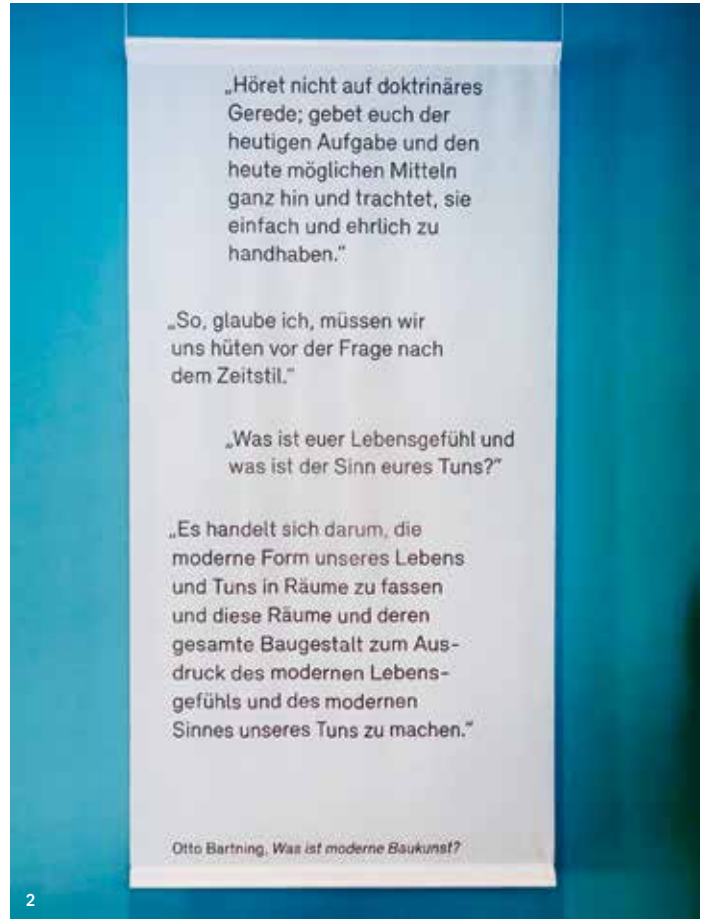 „Höret nicht auf doktrinäres
Gerede; gebet euch der
heutigen Aufgabe und den
heute möglichen Mitteln
ganz hin und trachtet, sie
einfach und ehrlich zu
handhaben.“
„So, glaube ich, müssen wir
uns hüten vor der Frage nach
dem Zeitstil.“
„Was ist euer Lebensgefühl und
was ist der Sinn eures Tuns?“
„Es handelt sich darum, die
moderne Form unseres Lebens
und Tuns in Räume zu fassen
und diese Räume und deren
gesamte Baugestalt zum Aus-
druck des modernen Lebens-
gefühls und des modernen
Sinnes unseres Tuns zu machen.“
Otto Bartning, Was ist moderne Baukunst?
2